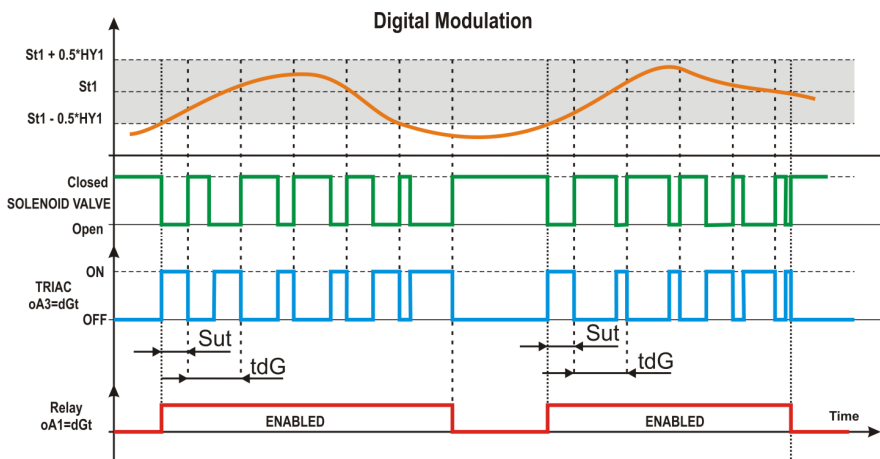 Digital Modulation
St1 + 0.5*HY1
St1
St1 - 0.5*HY1
Closed
SOLENOID VALVE
Open
ON
TRIAC
oA3=dGt
OFF
Sut
Sut
tdG
tdG
Relay
oA1=dGt
ENABLED
ENABLED
Time